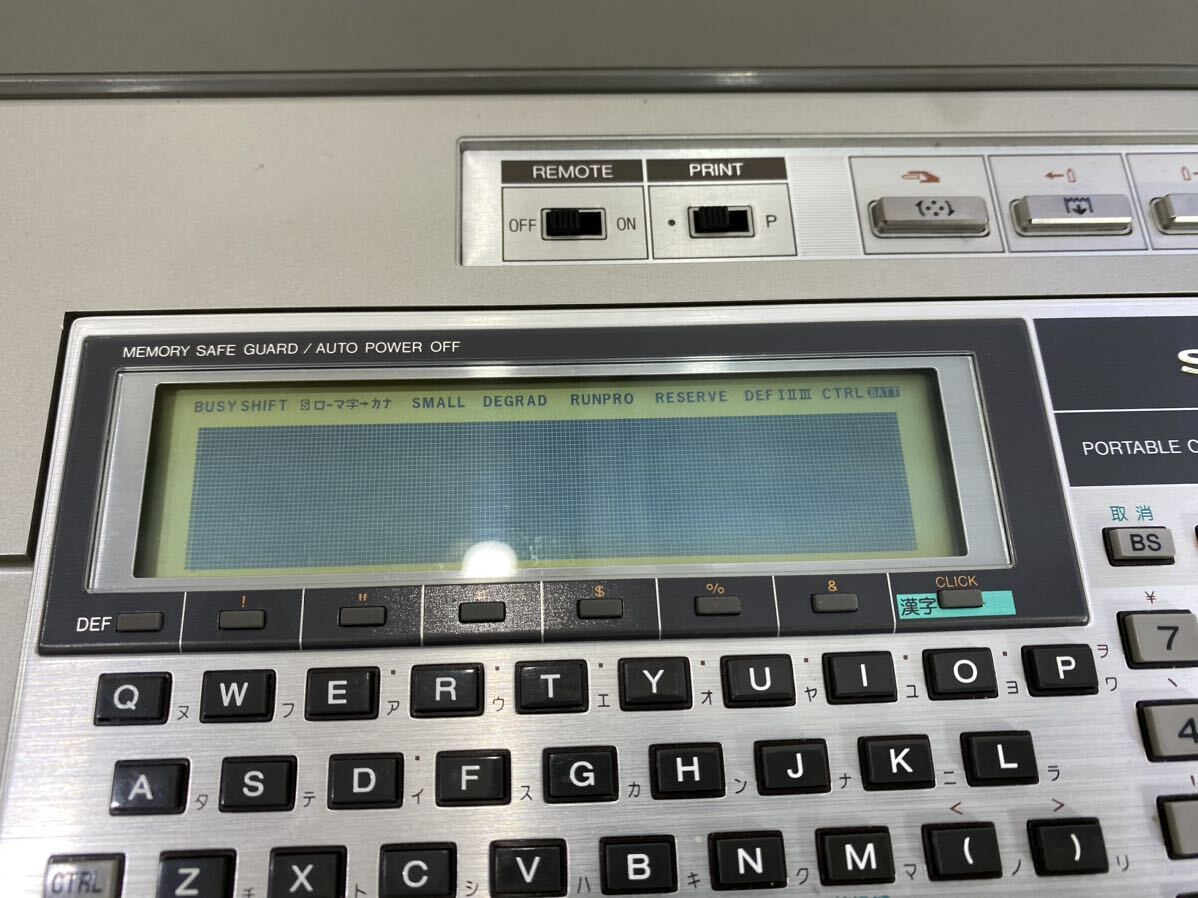 REMOTE PRINT
OFF ON • P
MEMORY SAFE GUARD / AUTO POWER OFF
BUSY SHIFT S ローマ字→カナ SMALL DEGRAD RUNPRO RESERVE DEF I II III CTRL BATT
PORTABLE
取消
BS
DEF ! " # $ % & CLICK
漢字
¥
7
Q ヌ W フ E ア R ウ T エ Y オ U ヤ I ユ O ヨ P ヲ ワ
4
A タ S テ D イ F ス G カ H ン J ナ K ニ L ラ
< >
CTRL Z チ X ト C シ V ハ B キ N ク M マ ( ノ ) リ